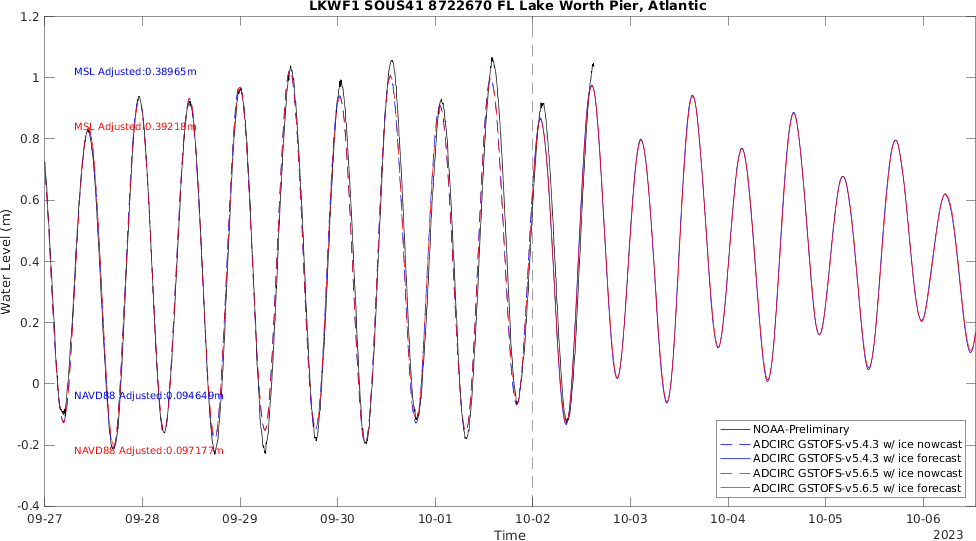 LKWF1 SOUS41 8722670 FL Lake Worth Pier, Atlantic
1.2
1
0.8
0.6
0.4
0.2
0
-0.2
-0.4
Water Level (m)
MSL Adjusted:0.38965m
MSL Adjusted:0.39218m
NAVD88 Adjusted:0.094649m
NAVD88 Adjusted:0.097177m
NOAA-Preliminary
ADCIRC GSTOFS-v5.4.3 w/ ice nowcast
ADCIRC GSTOFS-v5.4.3 w/ ice forecast
ADCIRC GSTOFS-v5.6.5 w/ ice nowcast
ADCIRC GSTOFS-v5.6.5 w/ ice forecast
09-27 09-28 09-29 09-30 10-01 10-02 10-03 10-04 10-05 10-06
Time
2023